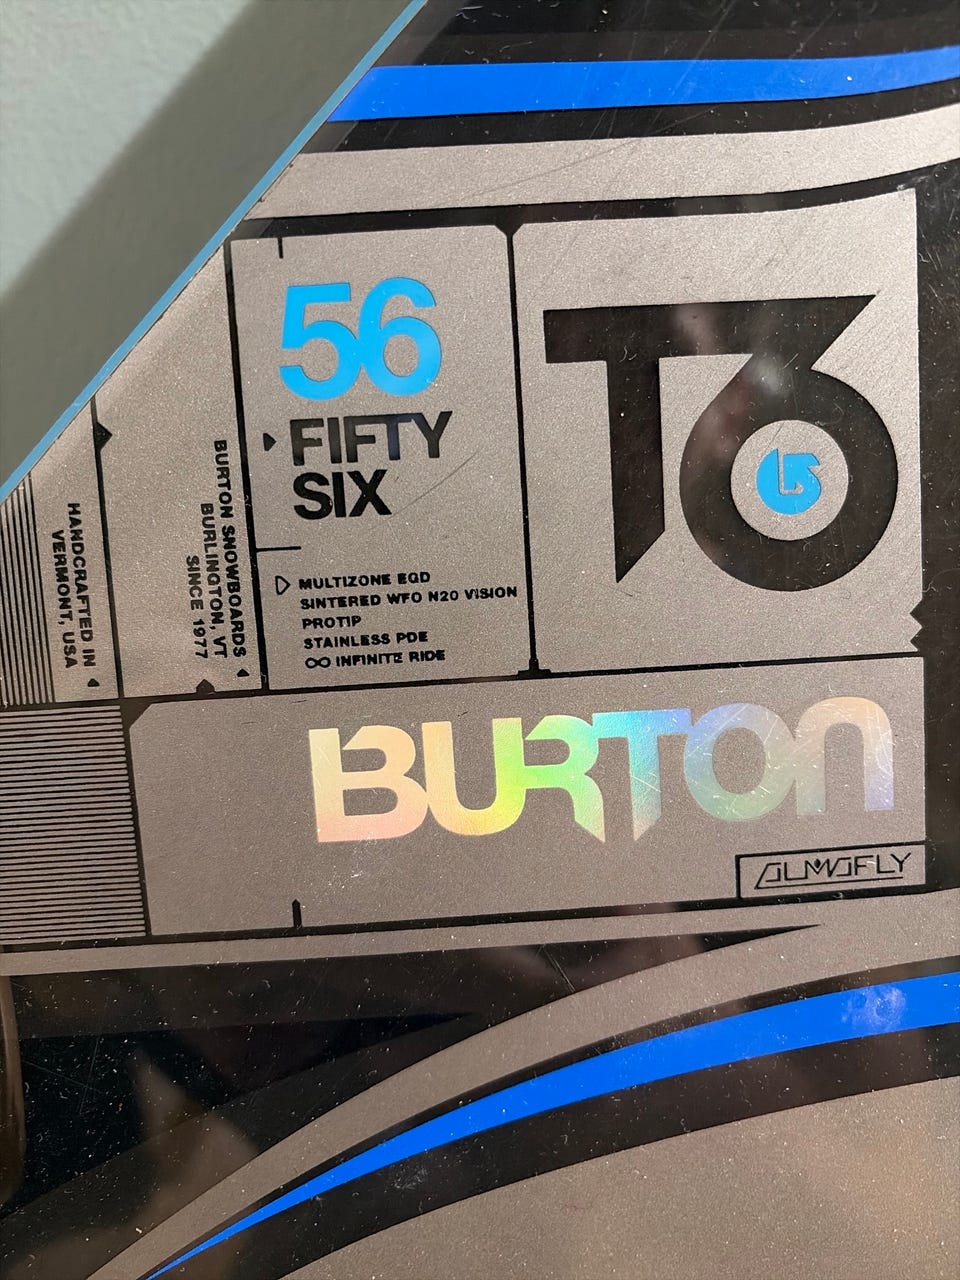 56
FIFTY
SIX
MULTIZONE EGD
SINTERED WFO N20 VISION
PROTIP
STAINLESS PDE
∞ INFINITE RIDE
T6
BURTON SNOWBOARDS
BURLINGTON, VT
SINCE 1977
HANDCRAFTED IN
VERMONT, USA
BURTON
ALUMAFLY